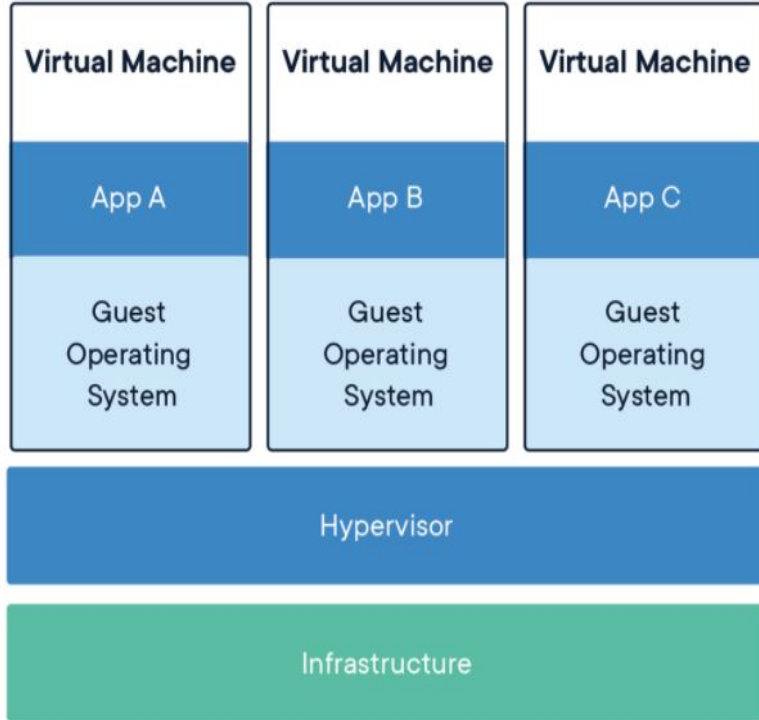 Virtual Machine
Virtual Machine
Virtual Machine
App A
App B
App C
Guest
Operating
System
Guest
Operating
System
Guest
Operating
System
Hypervisor
Infrastructure